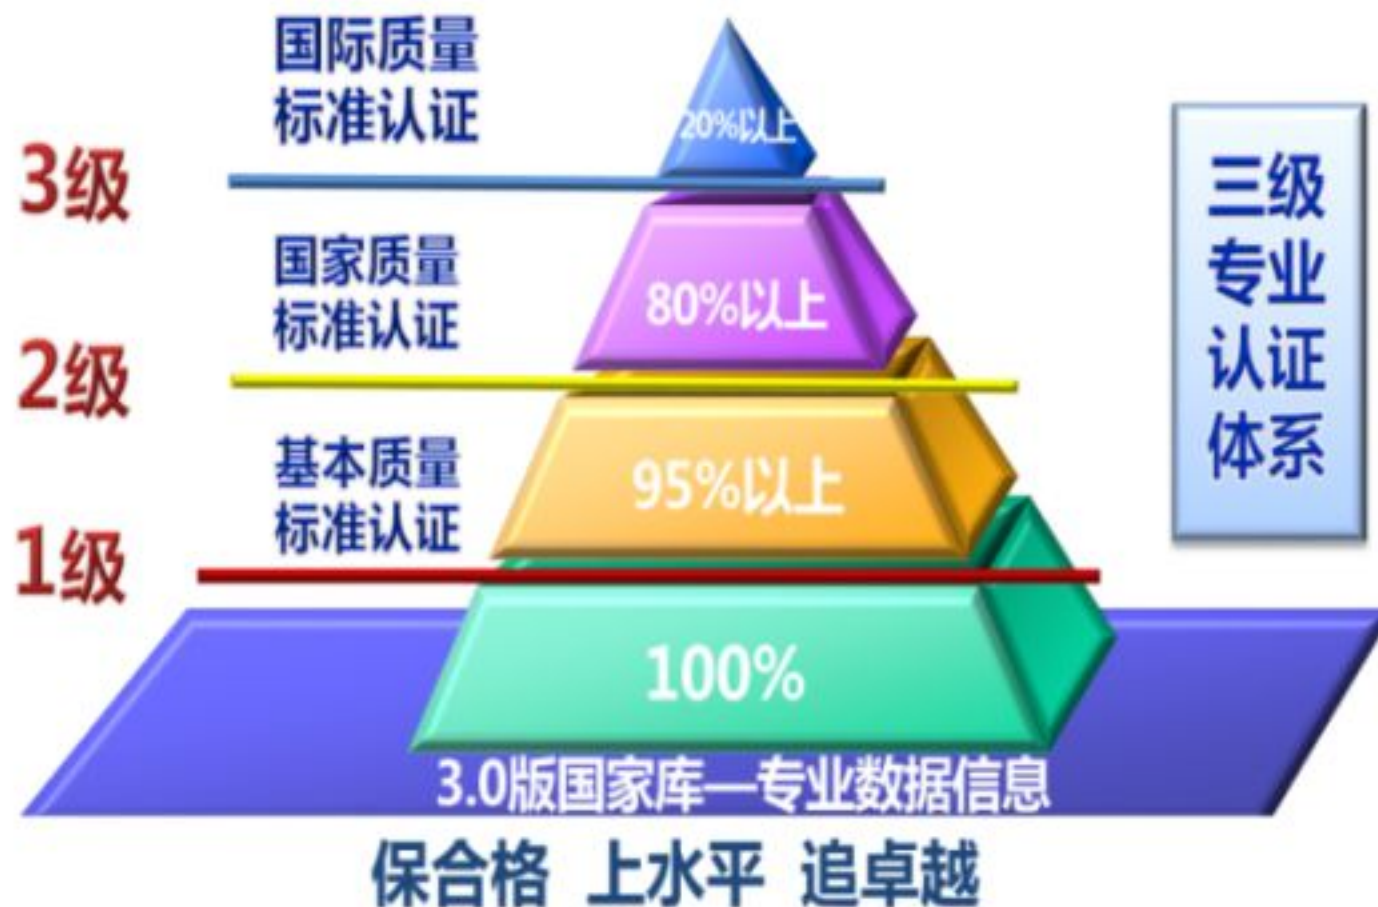 国际质量
标准认证
20%以上
3级
国家质量
标准认证
80%以上
2级
基本质量
标准认证
95%以上
1级
100%
3.0版国家库—专业数据信息
保合格 上水平 追卓越
三级
专业
认证
体系